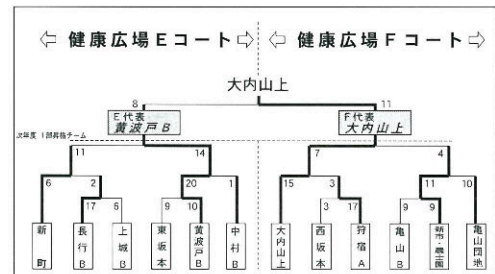 健康広場Eコート
健康広場Fコート
大内山上
8
11
E代表
黄波戸B
F代表
大内山上
次年度 1部昇格チーム
11
14
7
4
6
2
20
1
15
3
11
10
17
6
9
10
3
17
9
9
新町
長行B
上城B
東坂本
黄波戸B
中村B
大内山上
西坂本
狩宿A
亀山B
亀山団地